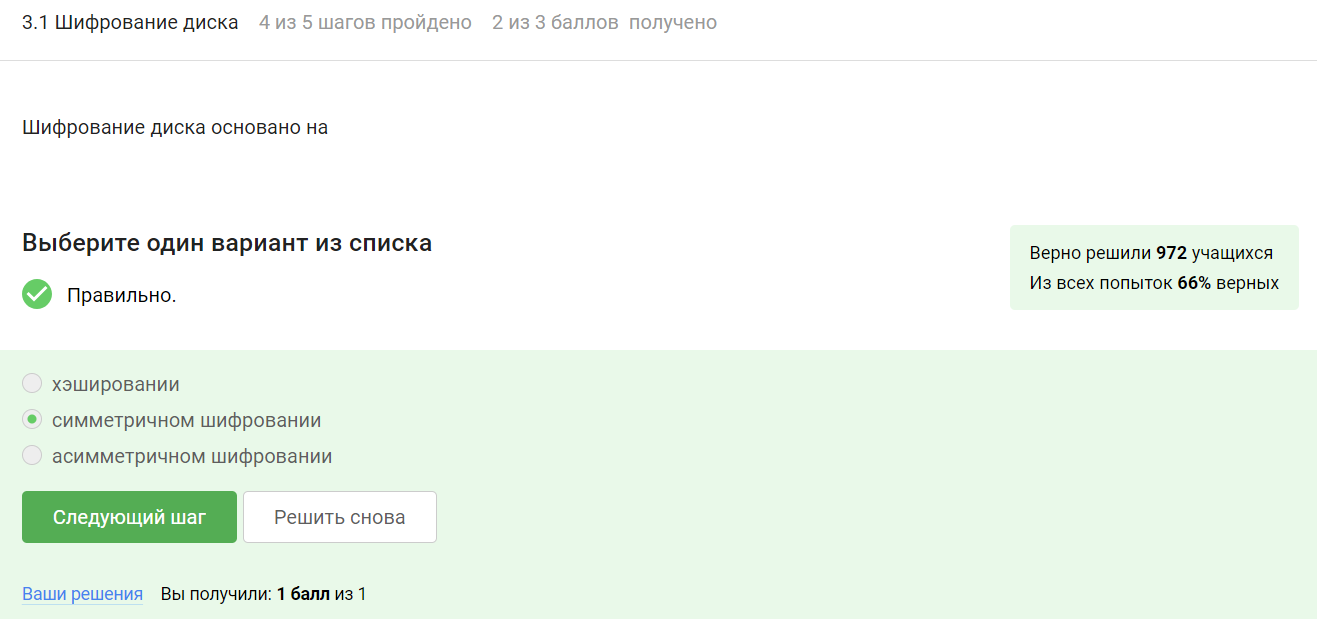 3.1 Шифрование диска 4 из 5 шагов пройдено 2 из 3 баллов получено
Шифрование диска основано на
Выберите один вариант из списка
Верно решили 972 учащихся
Из всех попыток 66% верных
Правильно.
хэшировании
симметричном шифровании
асимметричном шифровании
Следующий шаг Решить снова
Ваши решения Вы получили: 1 балл из 1